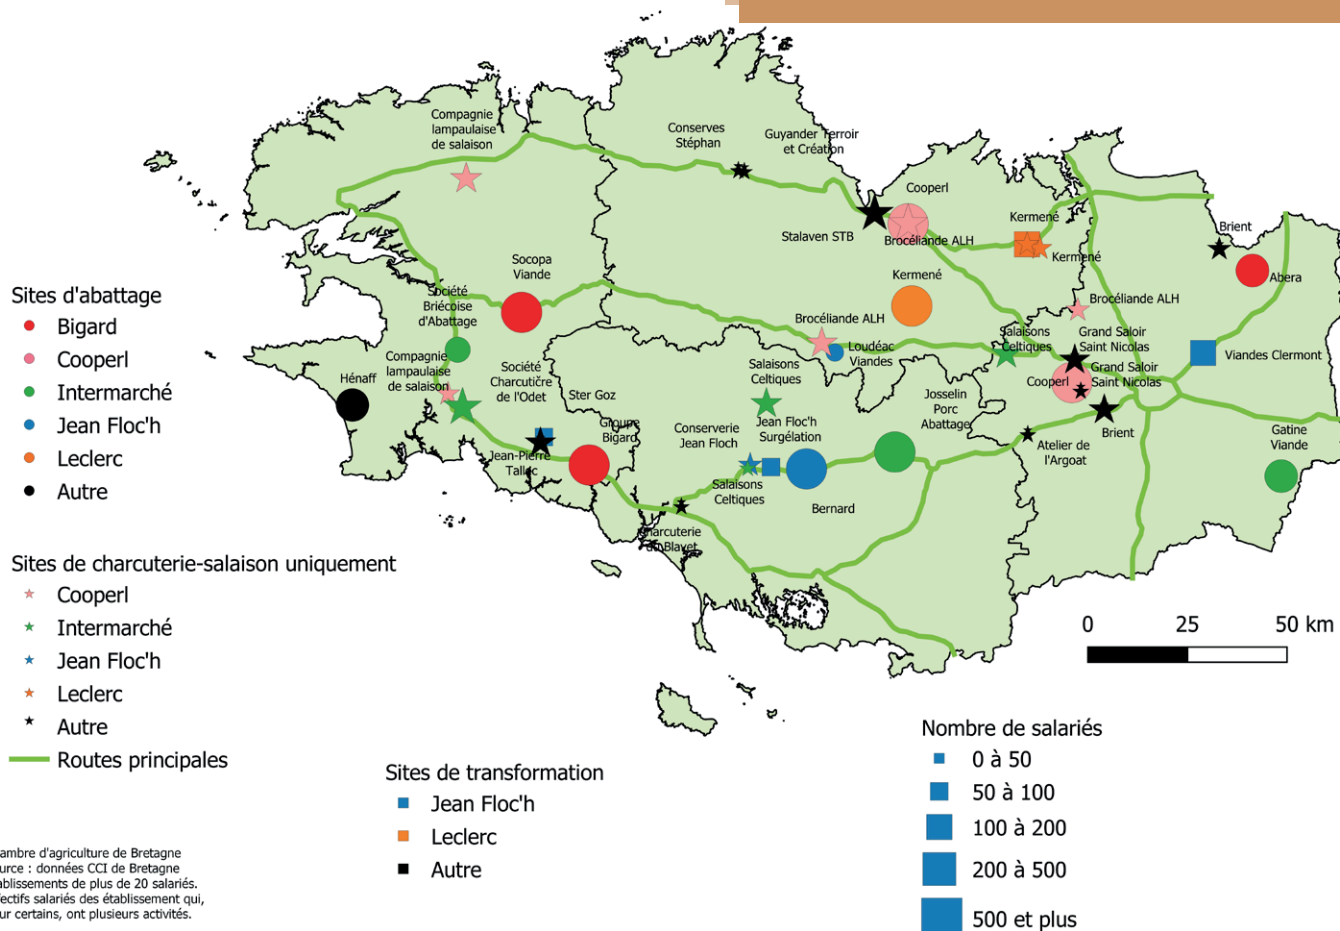 Compagnie
lampaulaise
de salaison
Conserves
Stéphan
Guyander Terroir
et Création
Cooperl
Stalaven STB
Brocéliande ALH
Kermené
Kermené
Brient
Abera
Socopa
Viande
Kermené
Société
Briécoise
d'Abattage
Brocéliande ALH
Brocéliande ALH
Loudéac
Viandes
Salaisons
Celtiques
Grand Saloir
Saint Nicolas
Grand Saloir
Saint Nicolas
Cooperl
Viandes Clermont
Compagnie
lampaulaise
de salaison
Hénaff
Société
Charcutičre
de l'Odet
Ster Goz
Salaisons
Celtiques
Josselin
Porc
Abattage
Groupe
Bigard
Conserverie
Jean Floch
Jean Floc'h
Surgélation
Jean-Pierre
Tallec
Salaisons
Celtiques
Bernard
Brient
Atelier de
l'Argoat
Gatine
Viande
Charcuterie
du Blavet
Sites d'abattage
Bigard
Cooperl
Intermarché
Jean Floc'h
Leclerc
Autre
Sites de charcuterie-salaison uniquement
Cooperl
Intermarché
Jean Floc'h
Leclerc
Autre
Routes principales
Sites de transformation
Jean Floc'h
Leclerc
Autre
0 25 50 km
Nombre de salariés
0 à 50
50 à 100
100 à 200
200 à 500
500 et plus
ambre d'agriculture de Bretagne
urce : données CCI de Bretagne
ablissements de plus de 20 salariés.
fectifs salariés des établissement qui,
ur certains, ont plusieurs activités.